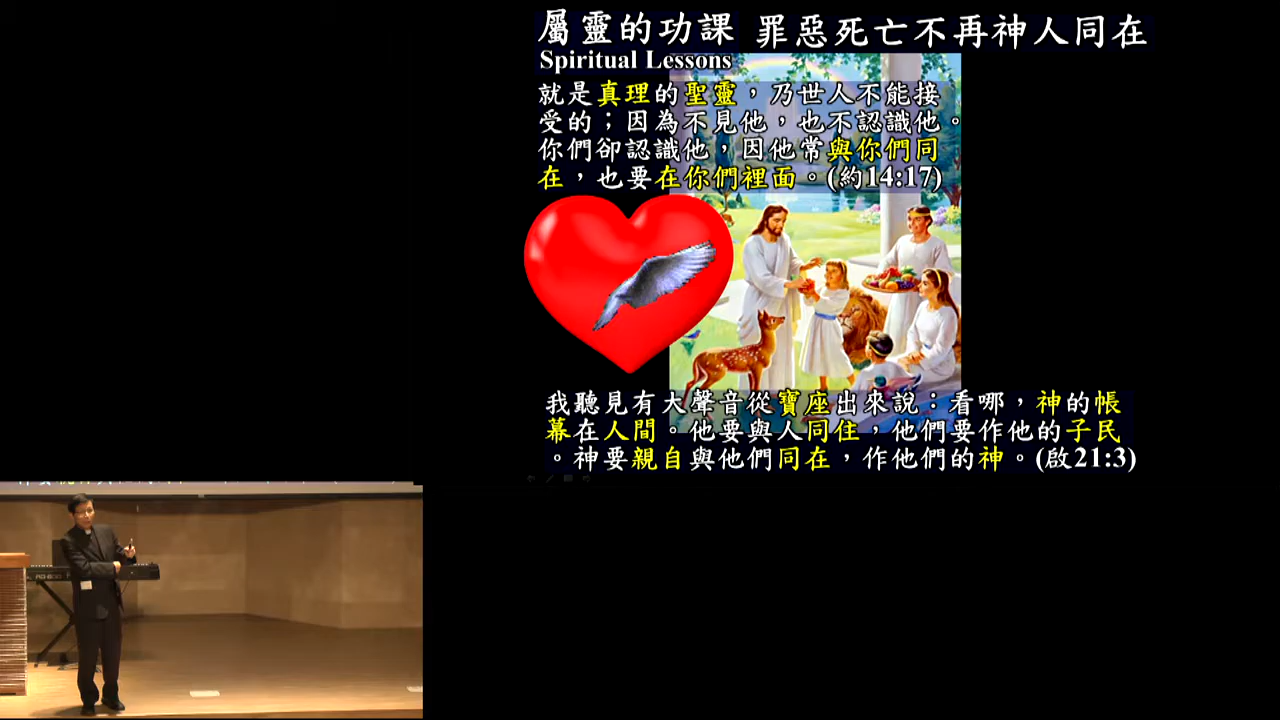 屬靈的功課 罪惡死亡不再神人同在
Spiritual Lessons
就是真理的聖靈，乃世人不能接
受的；因為不見他，也不認識他。
你們卻認識他，因他常與你們同
在，也要在你們裡面。(約14:17)
我聽見有大聲音從寶座出來說：看哪，神的帳
幕在人間。他要與人同住，他們要作他的子民
。神要親自與他們同在，作他們的神。(啟21:3)